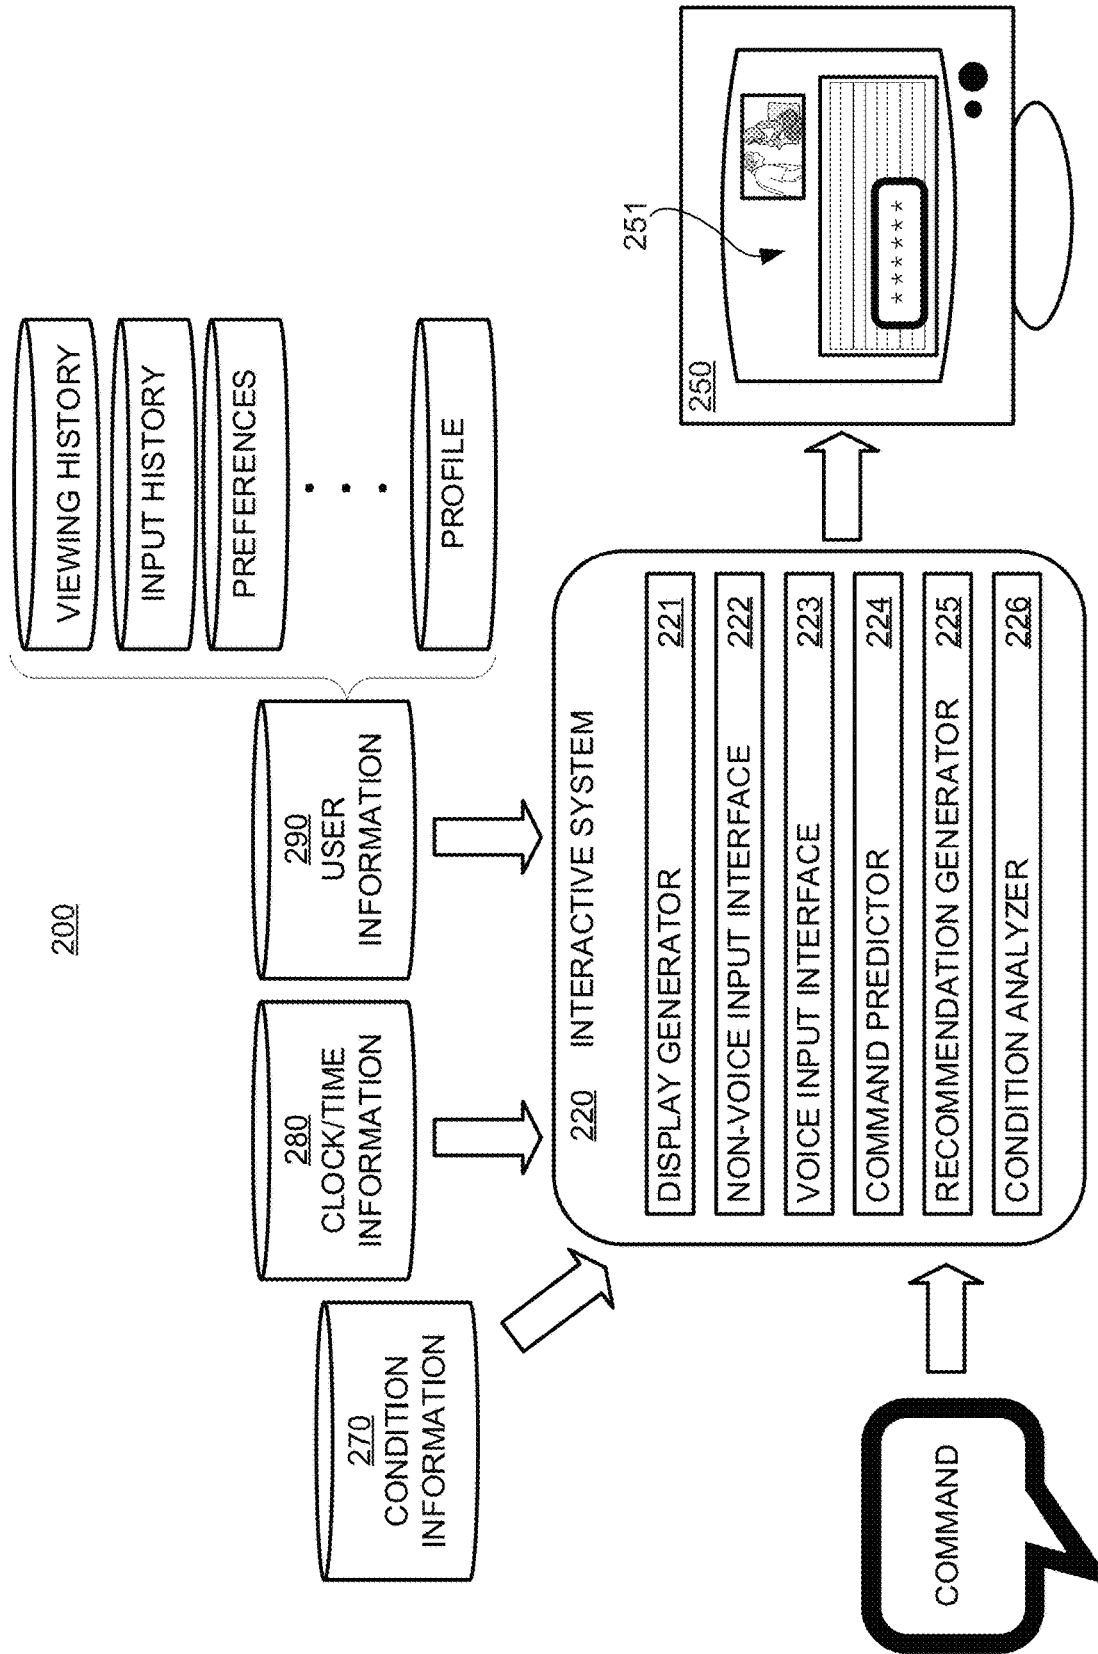 200
VIEWING HISTORY
INPUT HISTORY
PREFERENCES
PROFILE
270
CONDITION
INFORMATION
280
CLOCK/TIME
INFORMATION
290
USER
INFORMATION
220 INTERACTIVE SYSTEM
DISPLAY GENERATOR 221
NON-VOICE INPUT INTERFACE 222
VOICE INPUT INTERFACE 223
COMMAND PREDICTOR 224
RECOMMENDATION GENERATOR 225
CONDITION ANALYZER 226
COMMAND
250
251
******